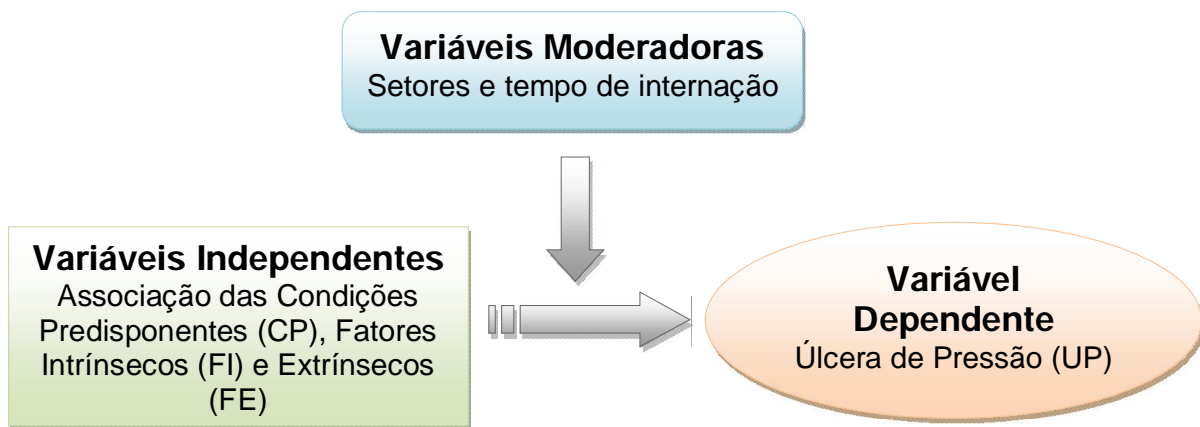 Variáveis Moderadoras
Setores e tempo de internação
Variáveis Independentes
Associação das Condições
Predisponentes (CP), Fatores
Intrínsecos (FI) e Extrínsecos
(FE)
Variável
Dependente
Úlcera de Pressão (UP)